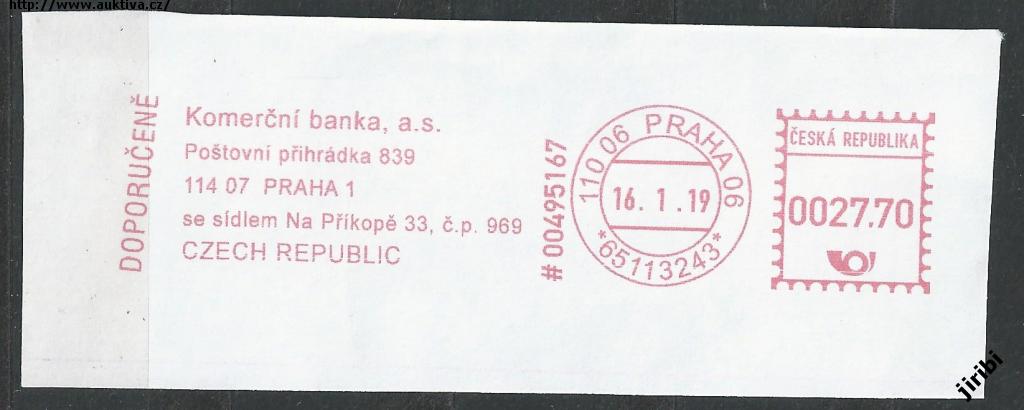 http://www.auktiva.cz/
DOPORUČENĚ
Komerční banka, a.s.
Poštovní přihrádka 839
114 07 PRAHA 1
se sídlem Na Příkopě 33, č.p. 969
CZECH REPUBLIC
# 00495167
110 06 PRAHA 06
16. 1. 19
*65113243*
ČESKÁ REPUBLIKA
0027.70
jiribi